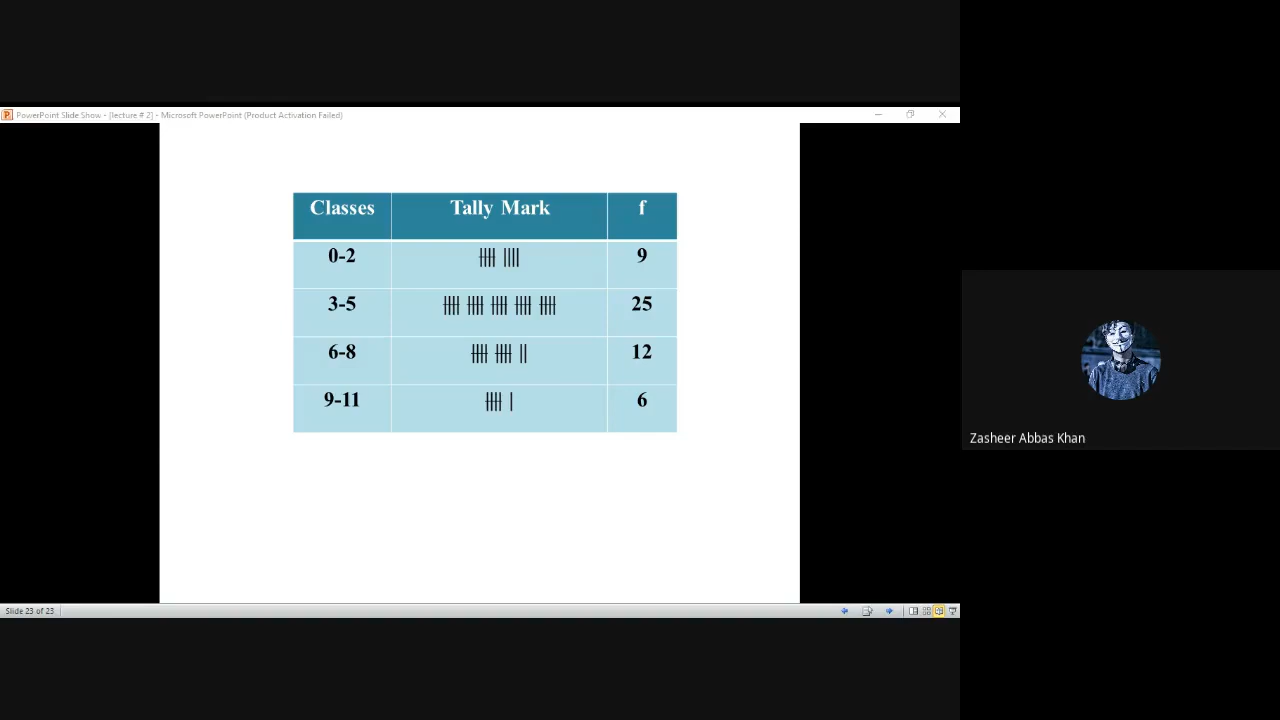 PowerPoint Slide Show - [lecture # 2] - Microsoft PowerPoint (Product Activation Failed)
Classes Tally Mark f
0-2 |||| |||| 9
3-5 |||| |||| |||| |||| |||| 25
6-8 |||| |||| || 12
9-11 |||| | 6
Zasheer Abbas Khan
Slide 23 of 23